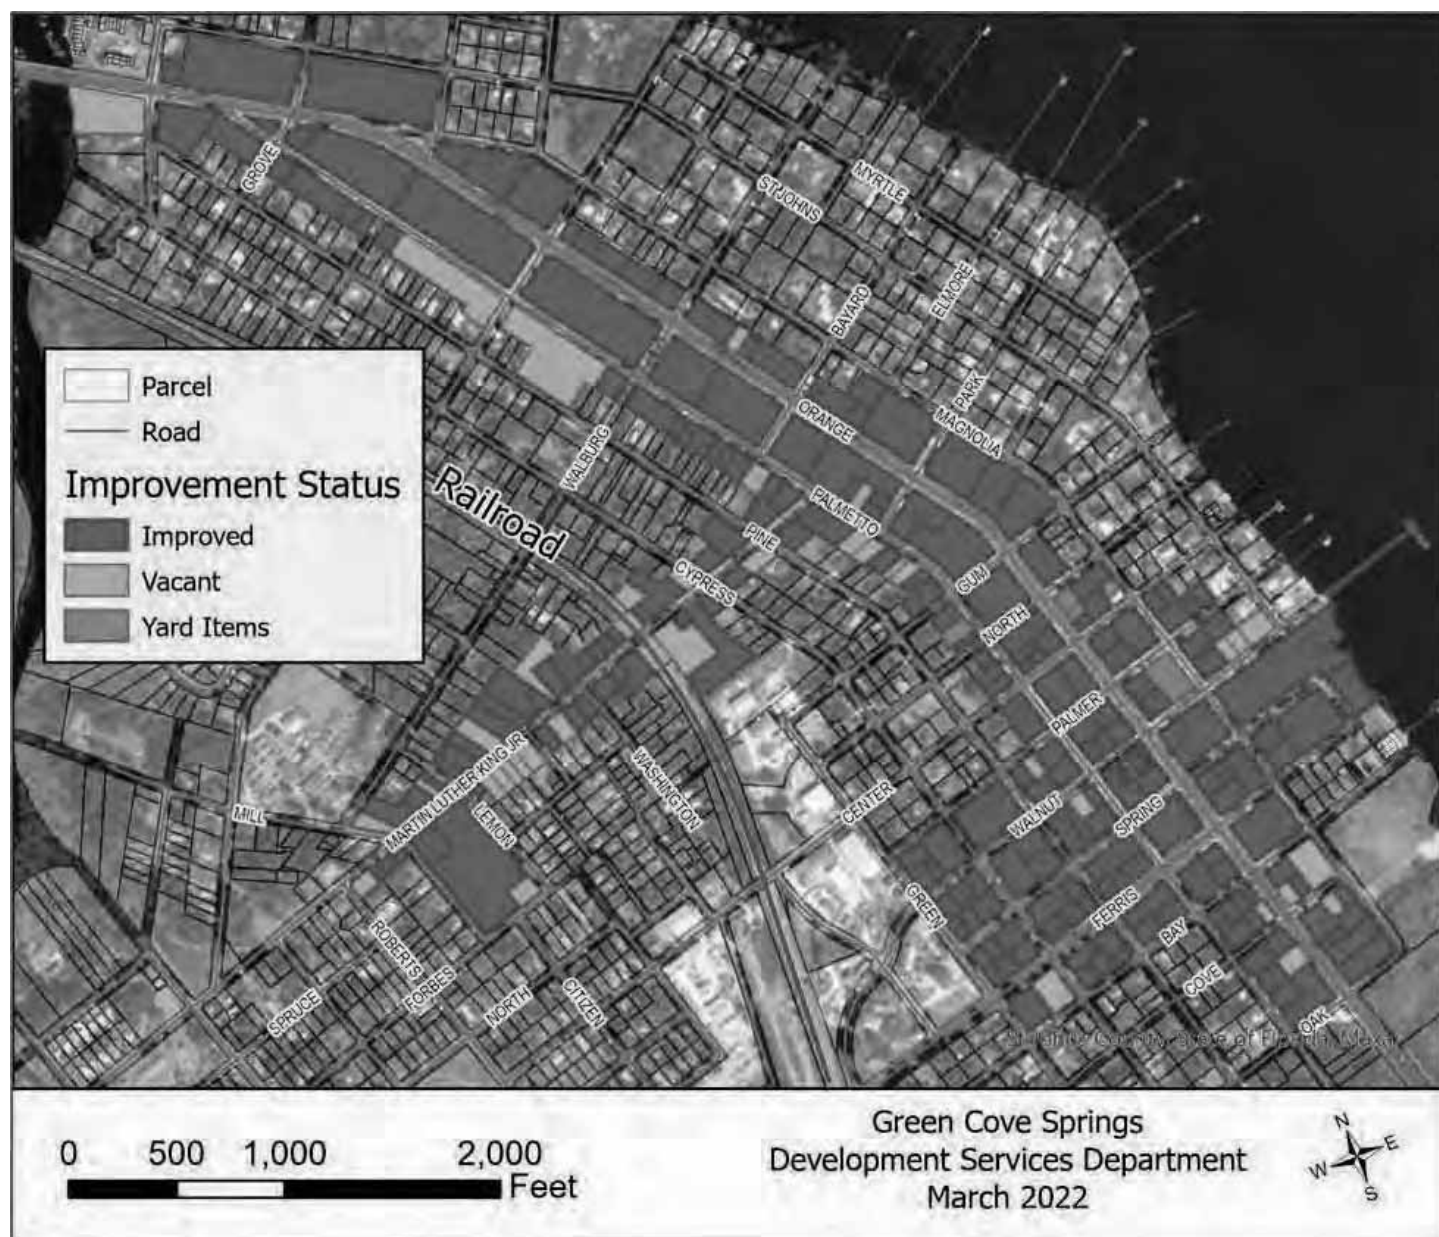 GROVE
MYRTLE
ST JOHNS
ELMORE
BAYARD
PARK
MAGNOLIA
ORANGE
WALBURG
PALMETTO
PINE
Railroad
CYPRESS
GUM
NORTH
PALMER
WALNUT
SPRING
CENTER
WASHINGTON
MARTIN LUTHER KING JR
LEMON
MILL
GREEN
FERRIS
BAY
COVE
OAK
ROBERTS
FORBES
SPRUCE
NORTH
CITIZEN
Parcel
Road
Improvement Status
Improved
Vacant
Yard Items
0 500 1,000 2,000
Feet
Green Cove Springs
Development Services Department
March 2022
N
E
W
S